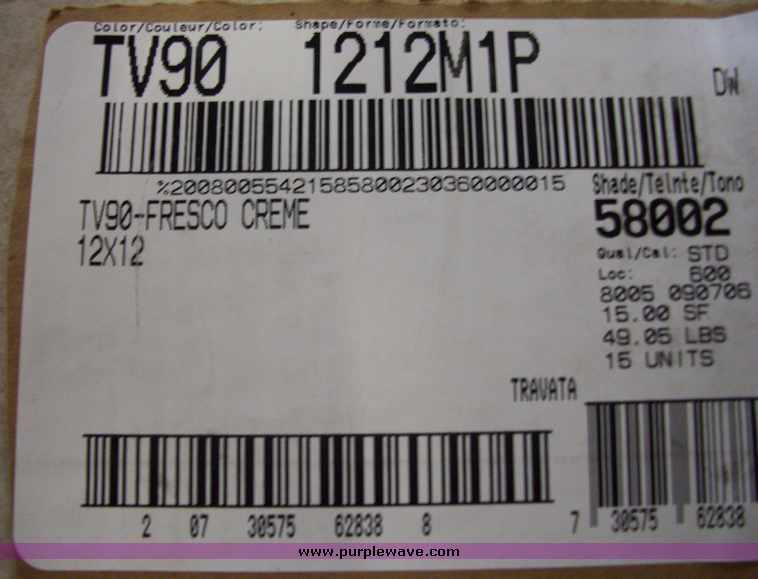 Color/Couleur/Color: Shape/Forme/Formato:
TV90 1212M1P
DW
%2008005542158580023036000015
Shade/Teinte/Tono
TV90-FRESCO CREME
58002
12X12
Qual/Cal: STD
Loc: 600
8005 090706
15.00 SF
49.05 LBS
15 UNITS
TRAVATA
2 07 30575 62838 8
7 30575 62838
www.purplewave.com